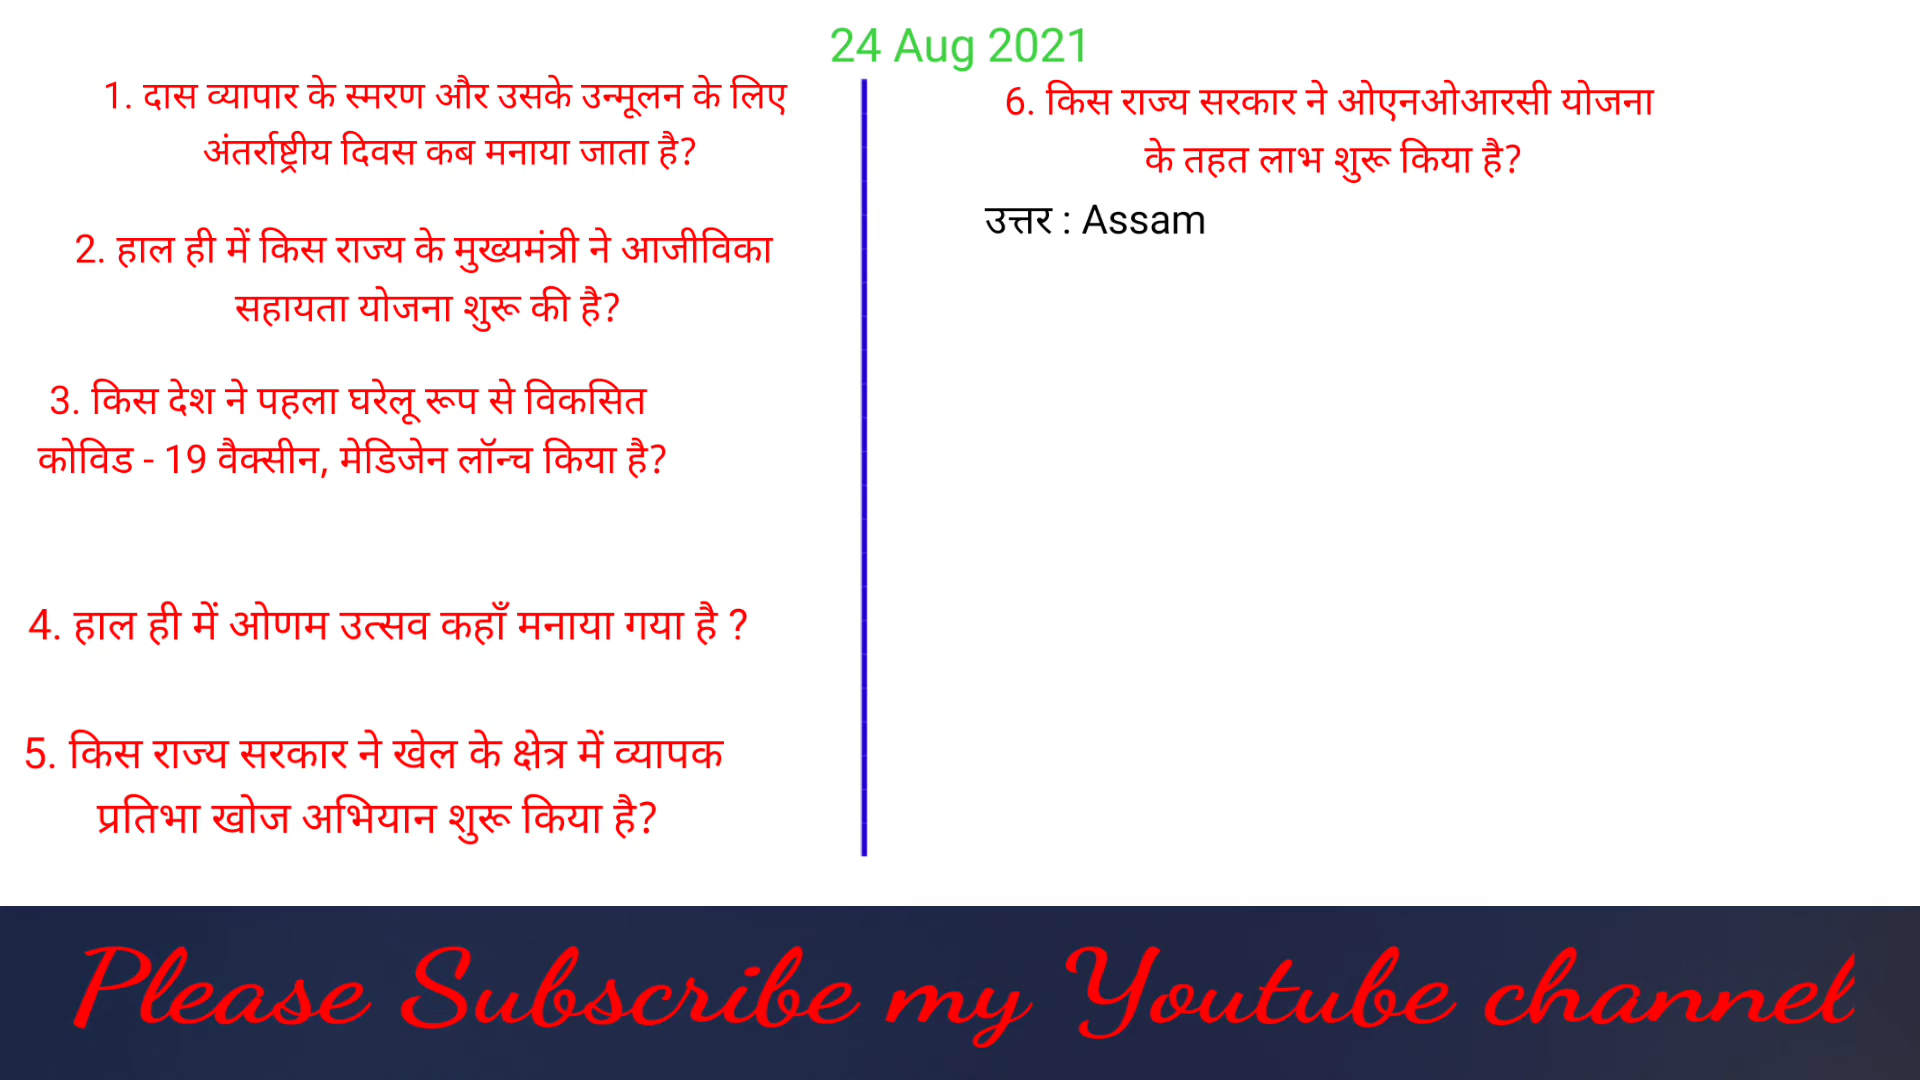 24 Aug 2021
1. दास व्यापार के स्मरण और उसके उन्मूलन के लिए
अंतर्राष्ट्रीय दिवस कब मनाया जाता है?
2. हाल ही में किस राज्य के मुख्यमंत्री ने आजीविका
सहायता योजना शुरू की है?
3. किस देश ने पहला घरेलू रूप से विकसित
कोविड - 19 वैक्सीन, मेडिजेन लॉन्च किया है?
4. हाल ही में ओणम उत्सव कहाँ मनाया गया है ?
5. किस राज्य सरकार ने खेल के क्षेत्र में व्यापक
प्रतिभा खोज अभियान शुरू किया है?
6. किस राज्य सरकार ने ओएनओआरसी योजना
के तहत लाभ शुरू किया है?
उत्तर : Assam
Please Subscribe my Youtube channel